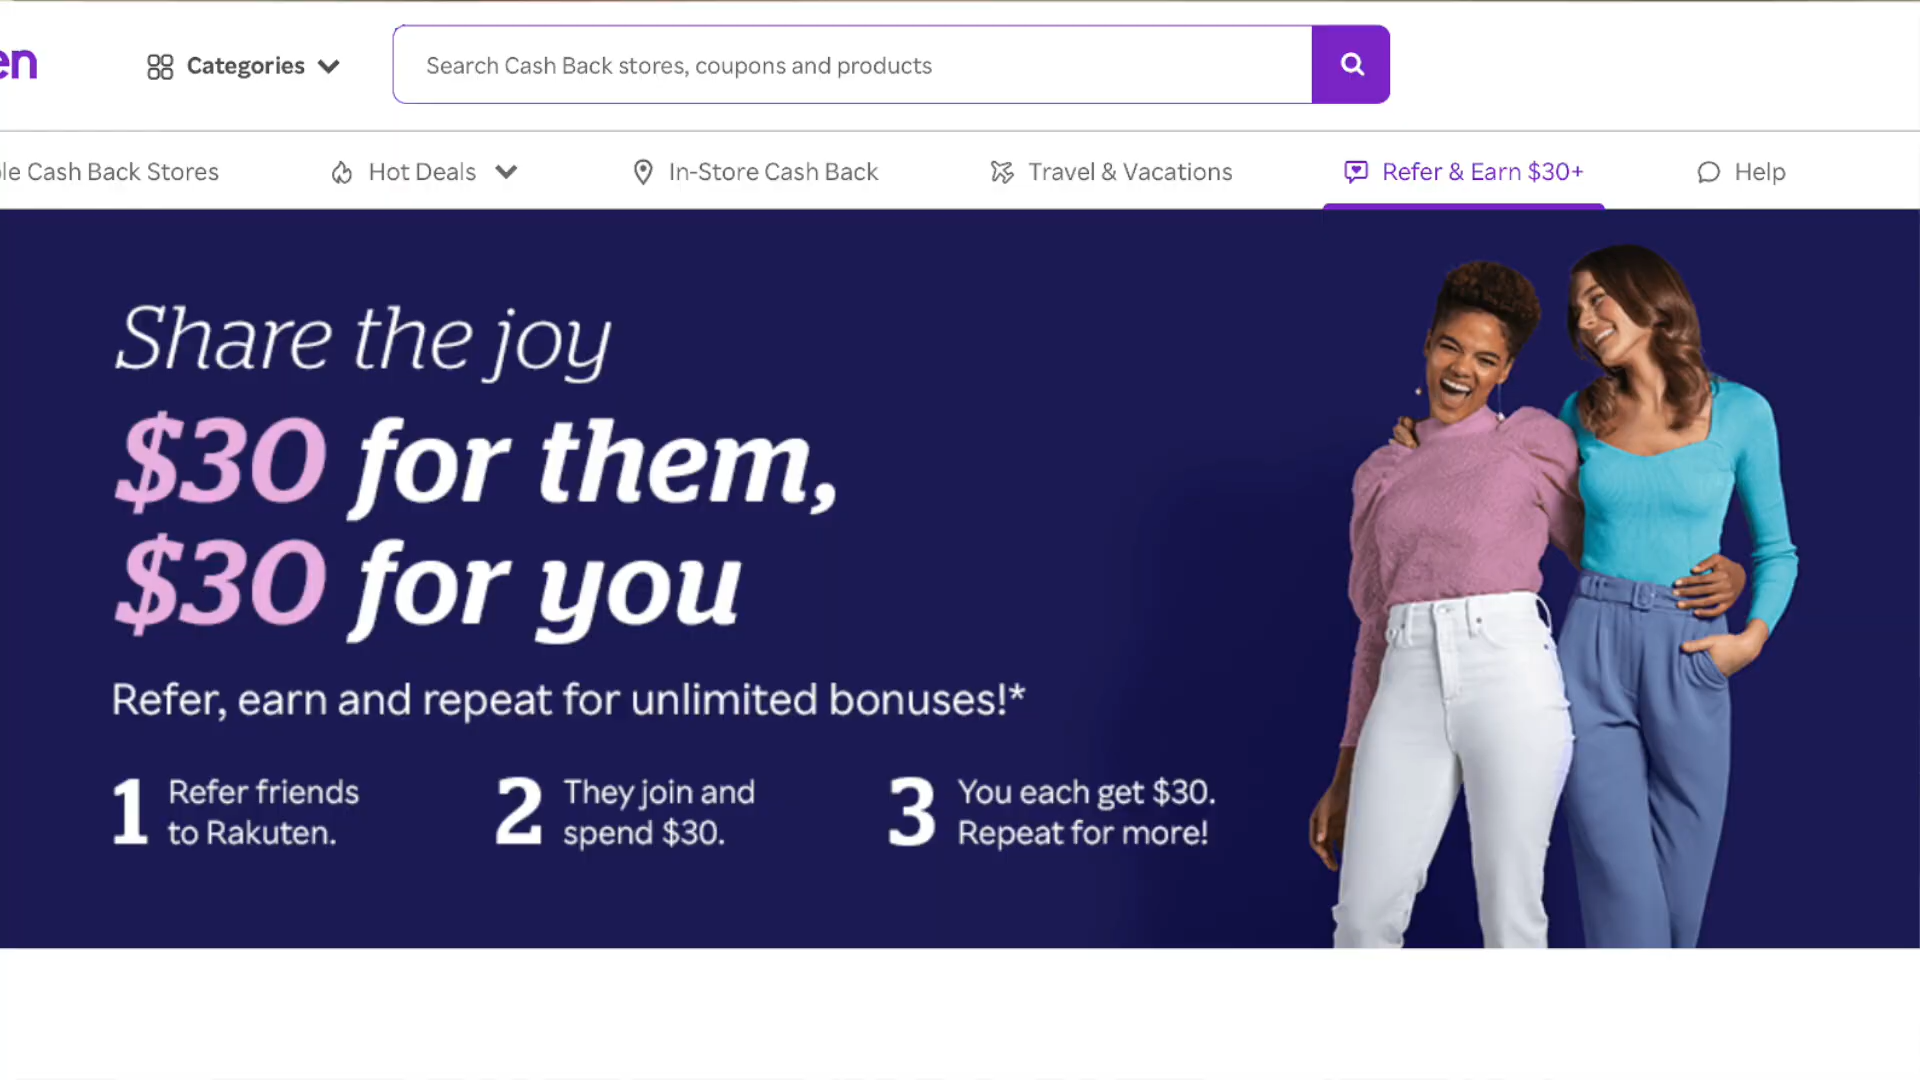 en
Categories
Search Cash Back stores, coupons and products
le Cash Back Stores
Hot Deals
In-Store Cash Back
Travel & Vacations
Refer & Earn $30+
Help
Share the joy
$30 for them,
$30 for you
Refer, earn and repeat for unlimited bonuses!*
1 Refer friends
to Rakuten.
2 They join and
spend $30.
3 You each get $30.
Repeat for more!